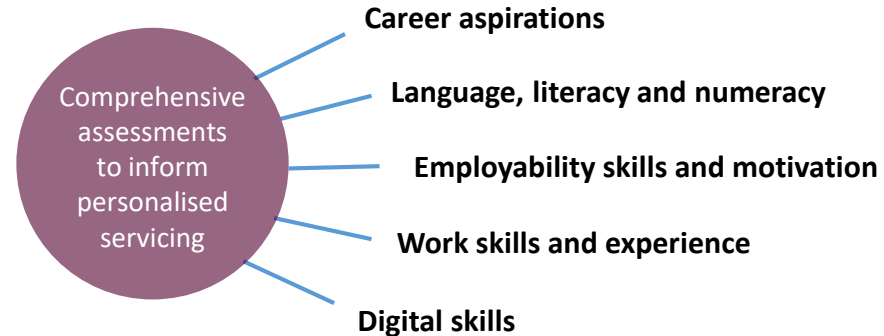 Comprehensive
assessments
to inform
personalised
servicing
Career aspirations
Language, literacy and numeracy
Employability skills and motivation
Work skills and experience
Digital skills